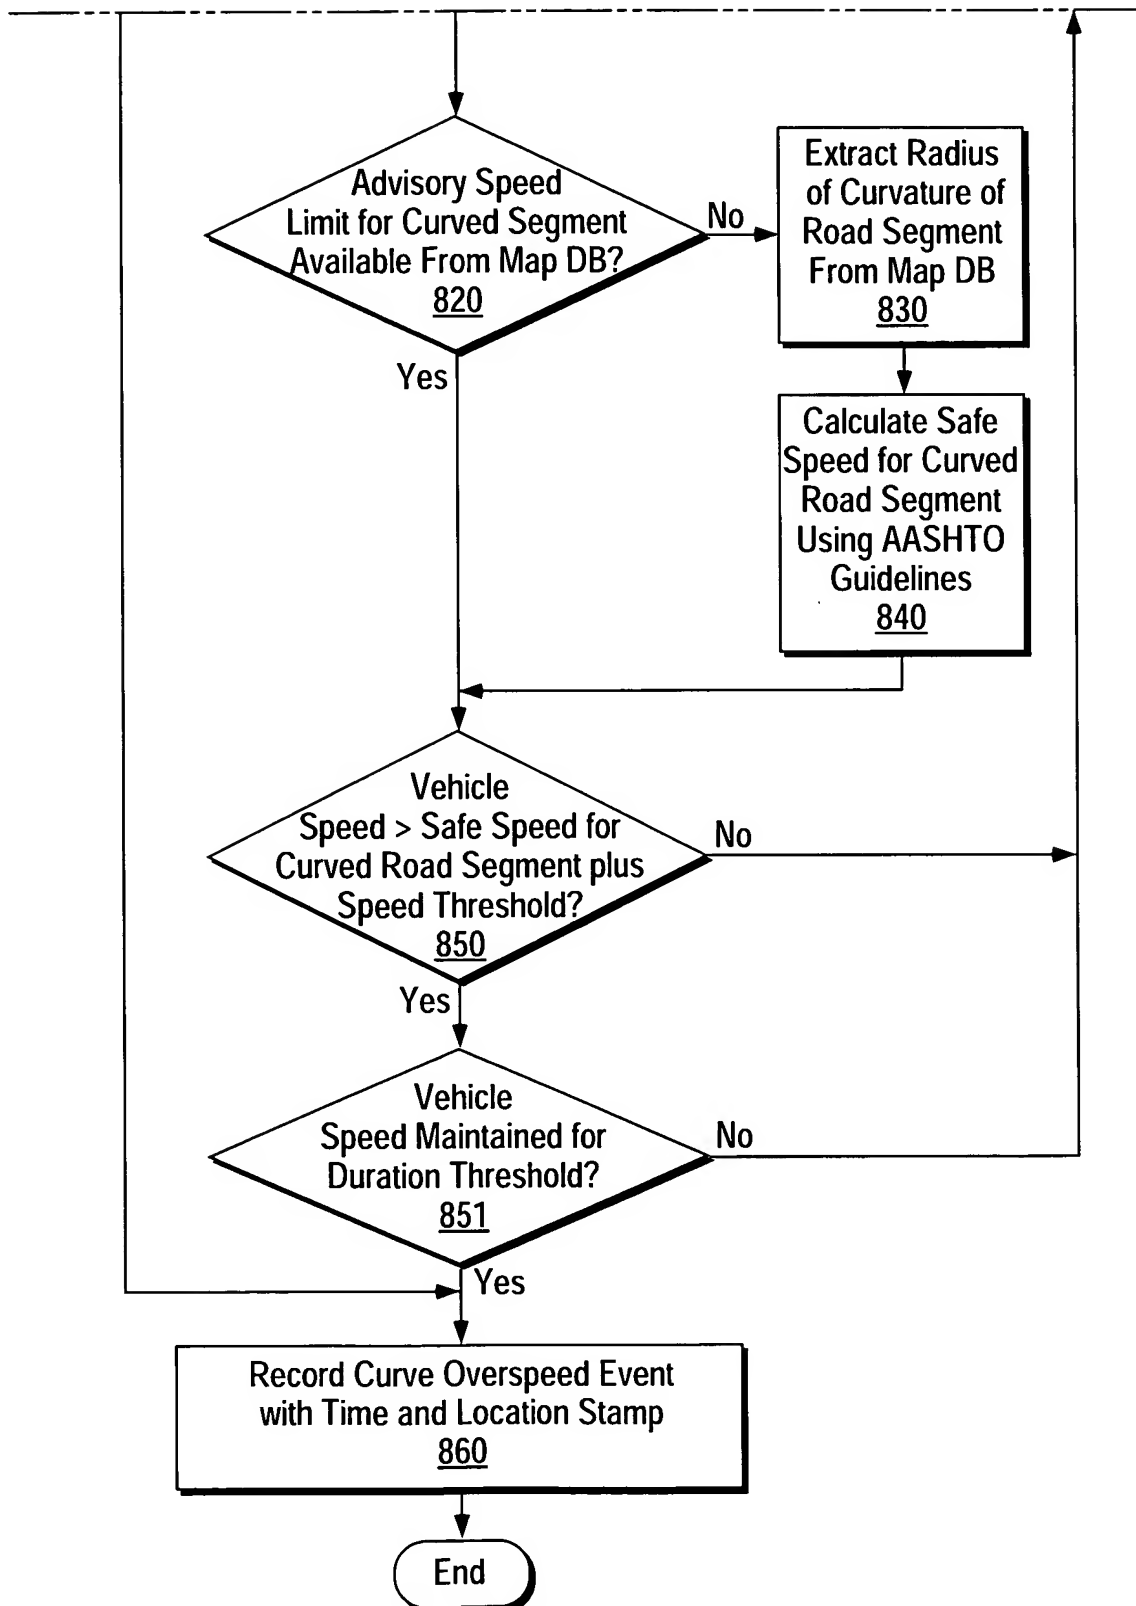 Advisory Speed
Limit for Curved Segment
Available From Map DB?
820
No
Extract Radius
of Curvature of
Road Segment
From Map DB
830
Yes
Calculate Safe
Speed for Curved
Road Segment
Using AASHTO
Guidelines
840
Vehicle
Speed > Safe Speed for
Curved Road Segment plus
Speed Threshold?
850
No
Yes
Vehicle
Speed Maintained for
Duration Threshold?
851
No
Yes
Record Curve Overspeed Event
with Time and Location Stamp
860
End